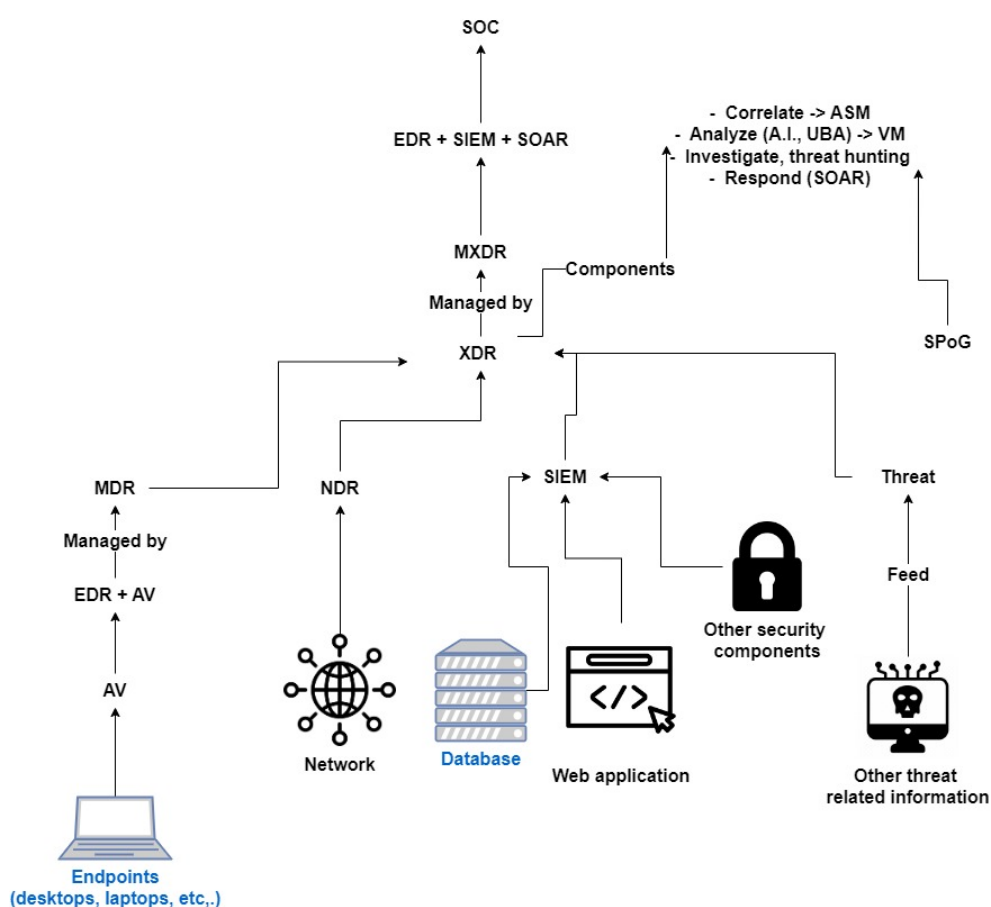 SOC
EDR + SIEM + SOAR
- Correlate -> ASM
- Analyze (A.I., UBA) -> VM
- Investigate, threat hunting
- Respond (SOAR)
MXDR
Components
Managed by
XDR
SPoG
MDR
NDR
SIEM
Threat
Managed by
Feed
EDR + AV
Other security
components
AV
</>
Network
Database
Web application
Other threat
related information
Endpoints
(desktops, laptops, etc,.)